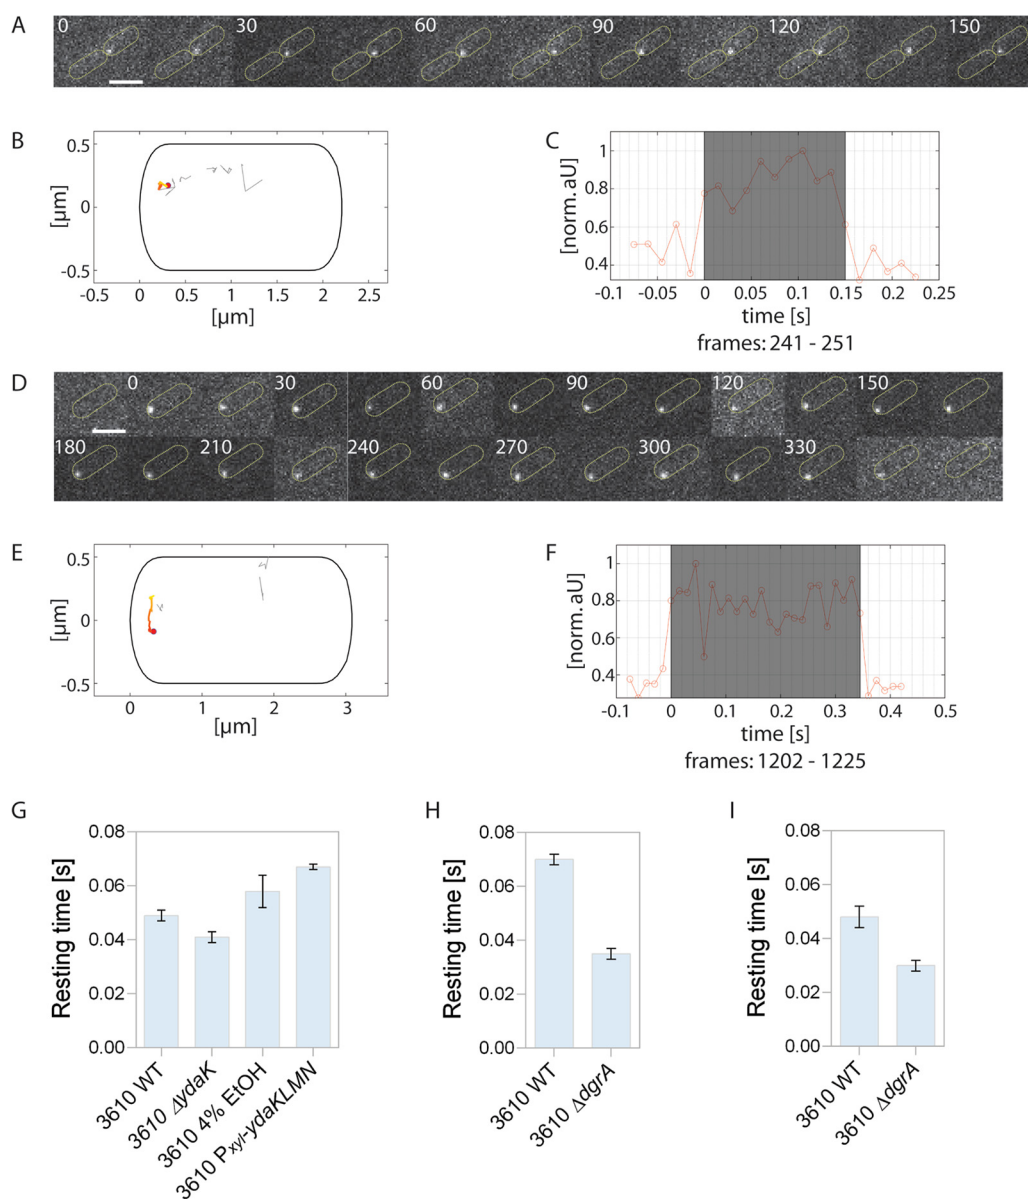 A
0 30 60 90 120 150
B
0.5
0
-0.5
[µm]
-0.5 0 0.5 1 1.5 2 2.5
[µm]
C
1
0.8
0.6
0.4
[norm.aU]
-0.1 -0.05 0 0.05 0.1 0.15 0.2 0.25
time [s]
frames: 241 - 251
D
0 30 60 90 120 150
180 210 240 270 300 330
E
0.5
0
-0.5
[µm]
0 1 2 3
[µm]
F
1
0.8
0.6
0.4
[norm.aU]
-0.1 0 0.1 0.2 0.3 0.4 0.5
time [s]
frames: 1202 - 1225
G
Resting time [s]
0.08
0.06
0.04
0.02
0.00
3610 WT
3610 ΔydaK
3610 4% EtOH
3610 Pxyl-ydaKLMN
H
Resting time [s]
0.08
0.06
0.04
0.02
0.00
3610 WT
3610 ΔdgrA
I
Resting time [s]
0.08
0.06
0.04
0.02
0.00
3610 WT
3610 ΔdgrA